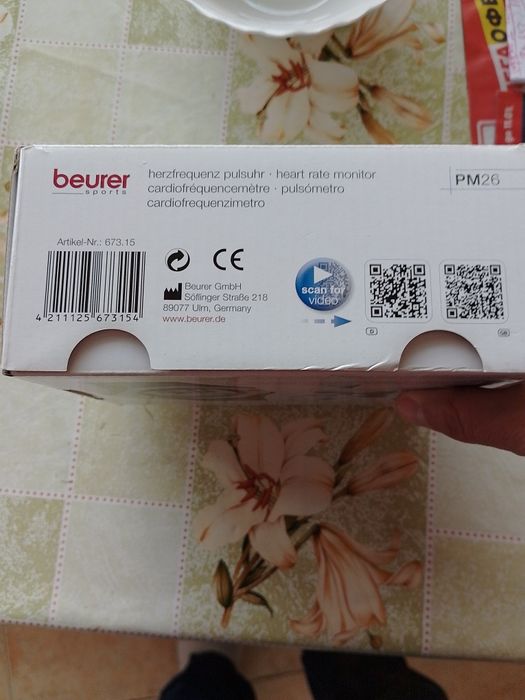 beurer
sports
herzfrequenz pulsuhr · heart rate monitor
cardiofréquencemètre · pulsómetro
cardiofrequenzimetro
PM26
Artikel-Nr.: 673.15
4 211125 673154
CE
Beurer GmbH
Söflinger Straße 218
89077 Ulm, Germany
www.beurer.de
scan for
video
D
GB